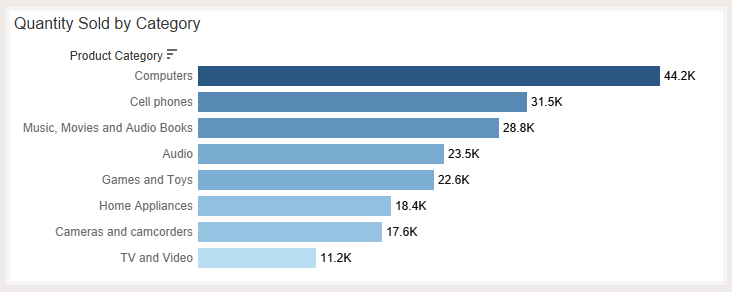 Quantity Sold by Category
Product Category
Computers 44.2K
Cell phones 31.5K
Music, Movies and Audio Books 28.8K
Audio 23.5K
Games and Toys 22.6K
Home Appliances 18.4K
Cameras and camcorders 17.6K
TV and Video 11.2K